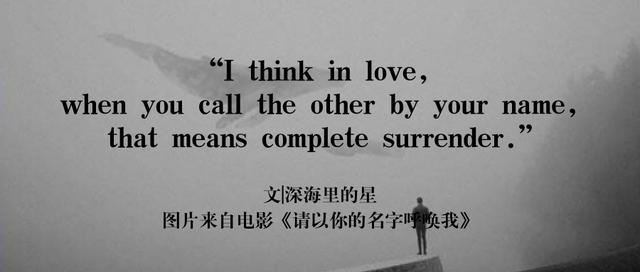 “I think in love,
when you call the other by your name,
that means complete surrender.”
文|深海里的星
图片来自电影《请以你的名字呼唤我》